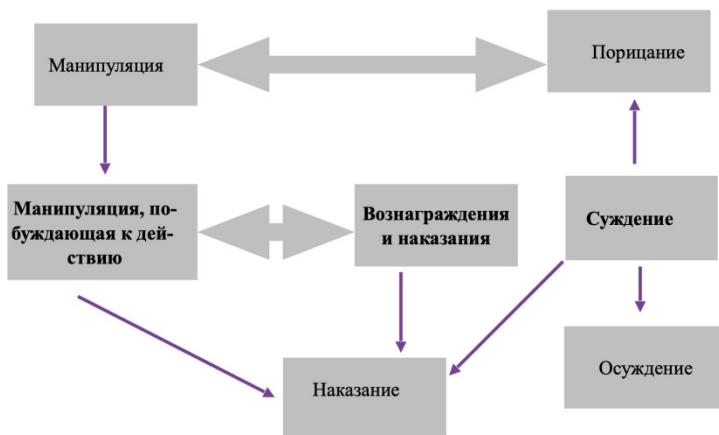 Манипуляция
Порицание
Манипуляция, по-
буждающая к дей-
ствию
Вознаграждения
и наказания
Суждение
Наказание
Осуждение